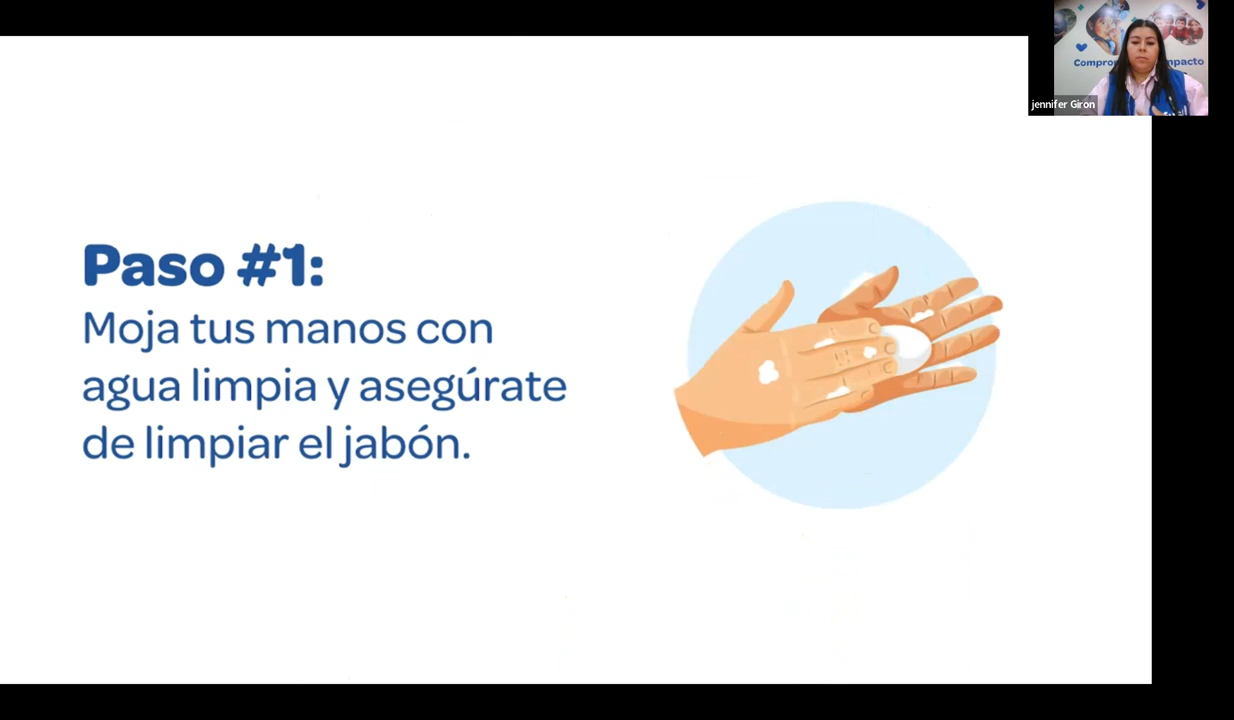 Paso #1:
Moja tus manos con
agua limpia y asegúrate
de limpiar el jabón.
jennifer Giron